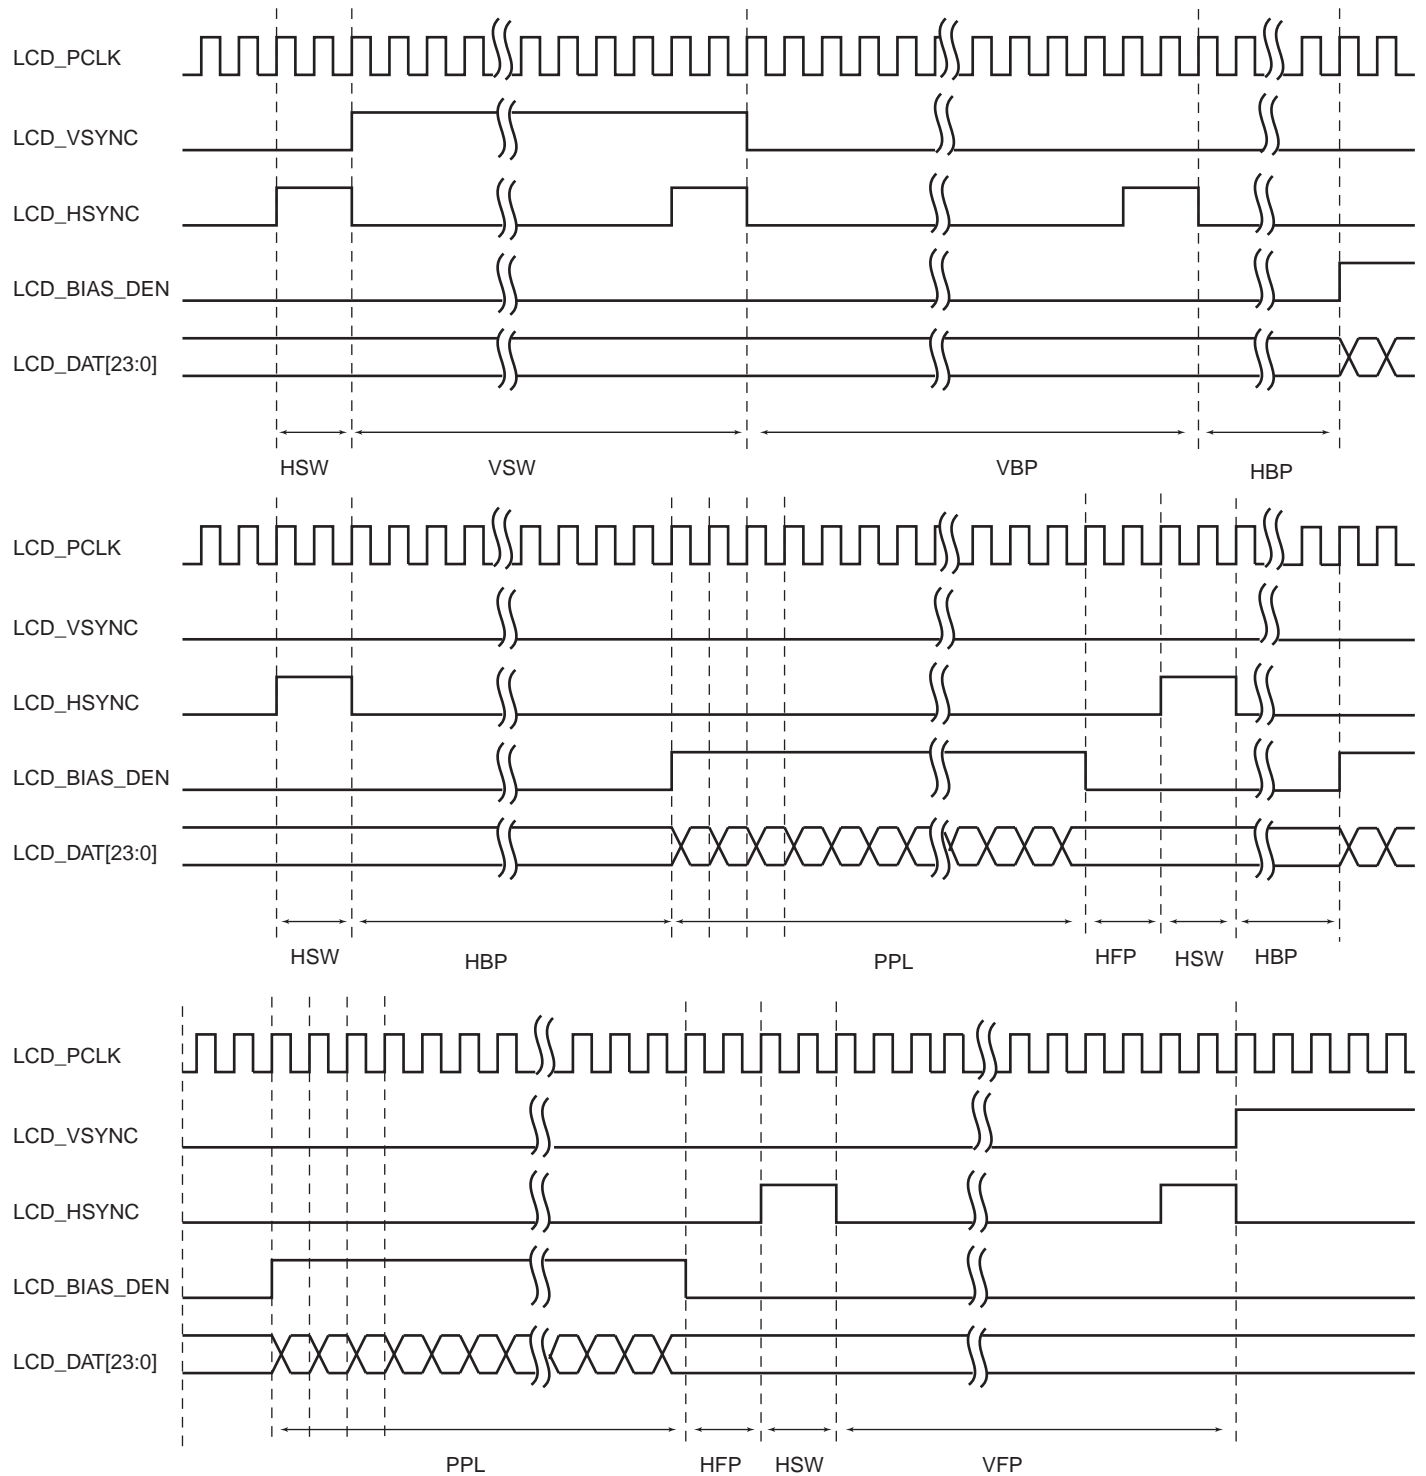 LCD_PCLK
LCD_VSYNC
LCD_HSYNC
LCD_BIAS_DEN
LCD_DAT[23:0]
HSW VSW VBP HBP
LCD_PCLK
LCD_VSYNC
LCD_HSYNC
LCD_BIAS_DEN
LCD_DAT[23:0]
HSW HBP PPL HFP HSW HBP
LCD_PCLK
LCD_VSYNC
LCD_HSYNC
LCD_BIAS_DEN
LCD_DAT[23:0]
PPL HFP HSW VFP